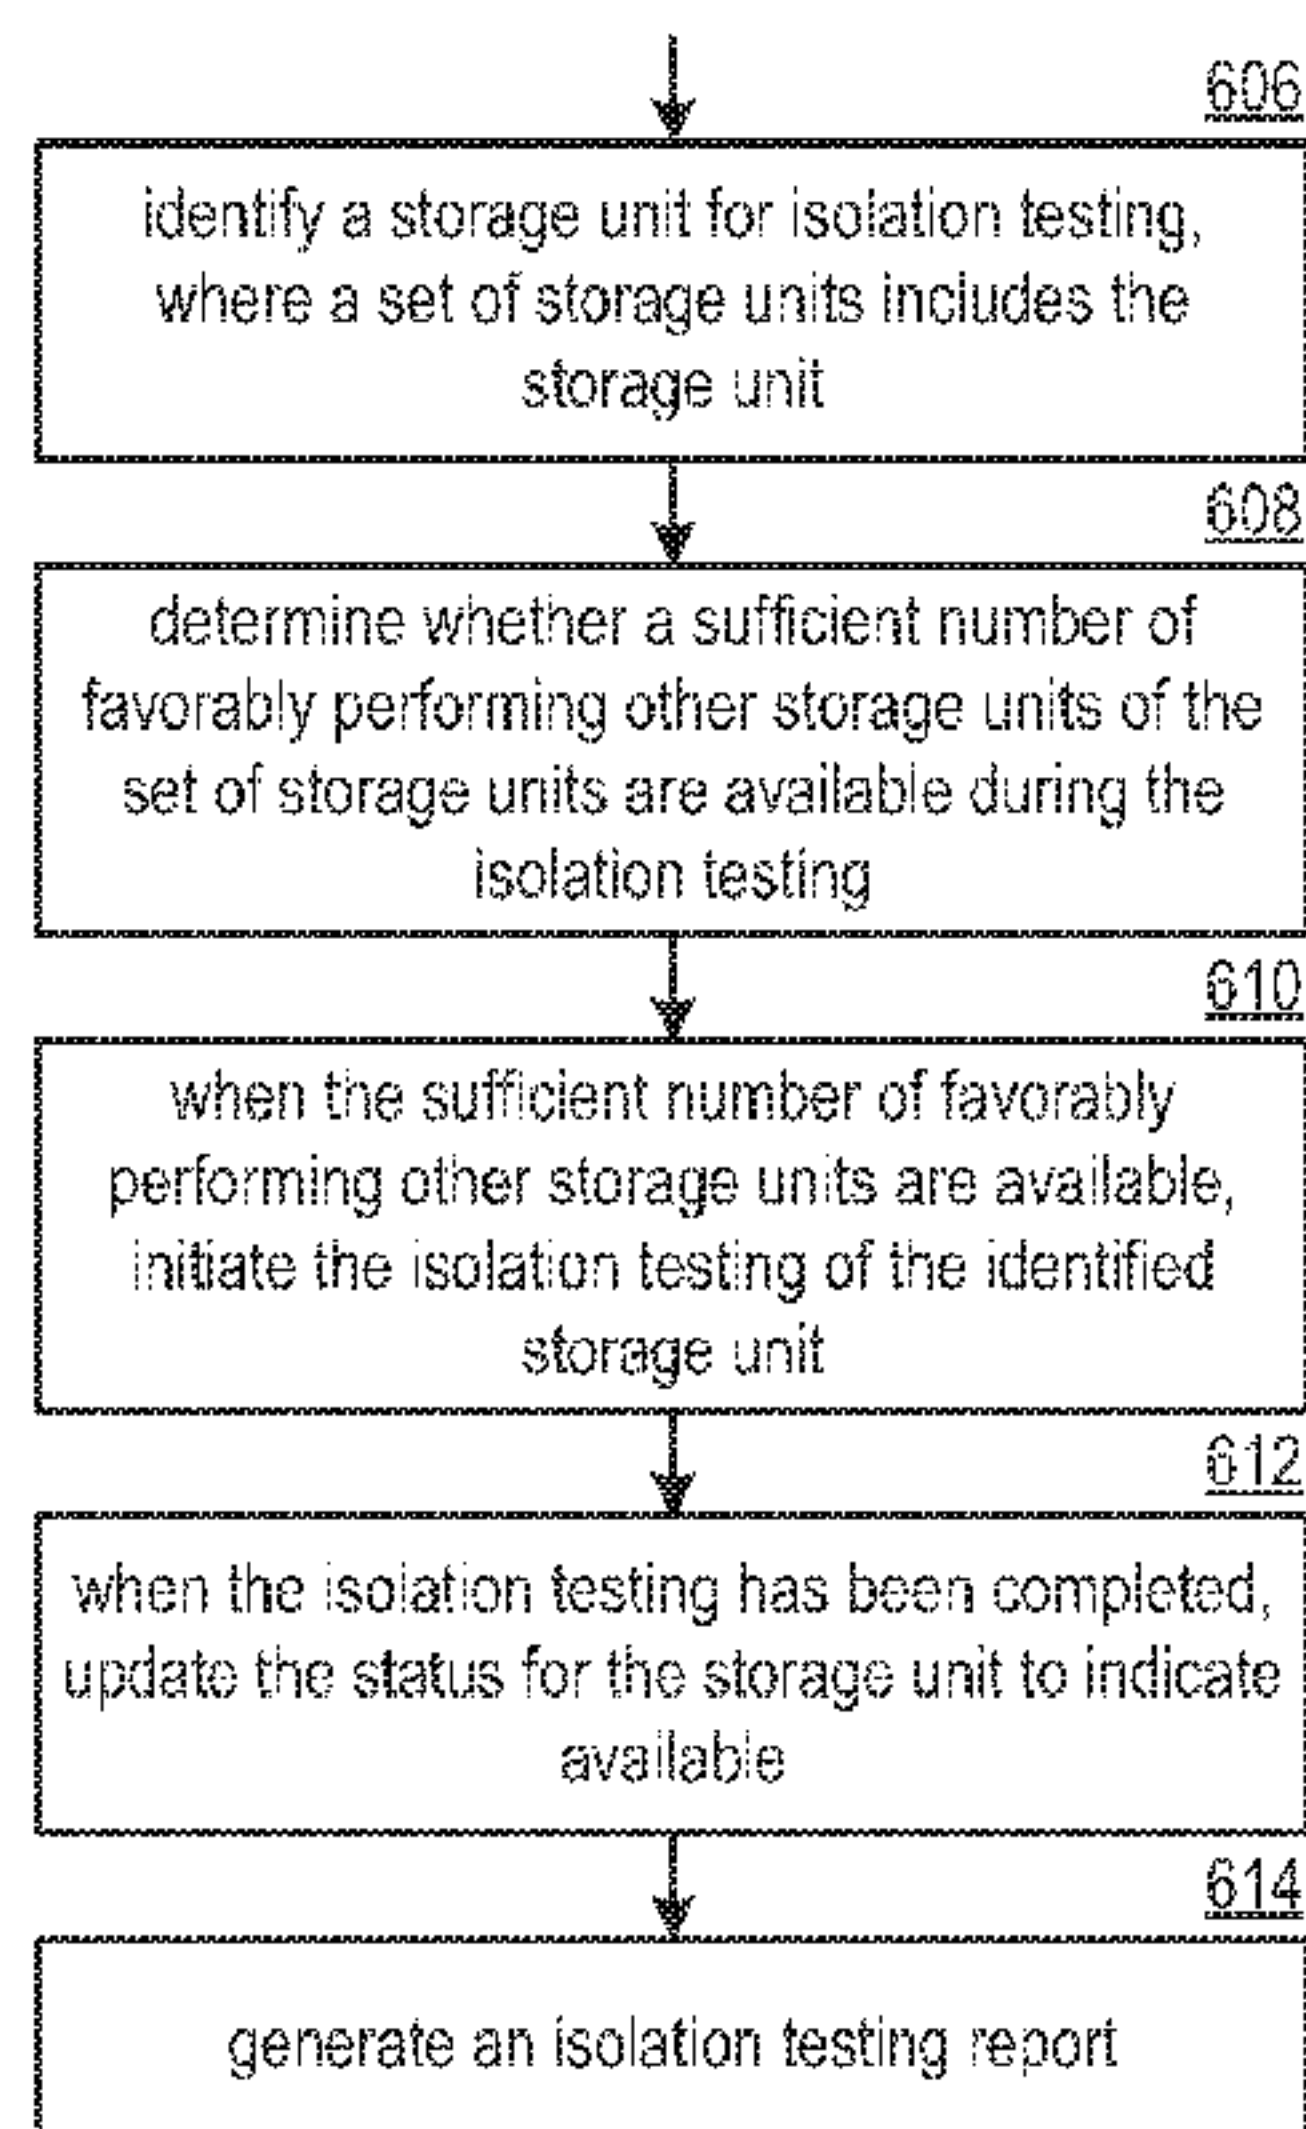 606
identify a storage unit for isolation testing,
where a set of storage units includes the
storage unit
608
determine whether a sufficient number of
favorably performing other storage units of the
set of storage units are available during the
isolation testing
610
when the sufficient number of favorably
performing other storage units are available,
initiate the isolation testing of the identified
storage unit
612
when the isolation testing has been completed,
update the status for the storage unit to indicate
available
614
generate an isolation testing report